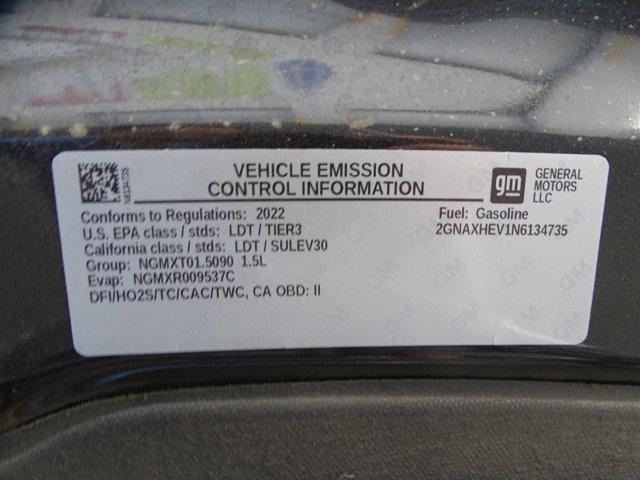 VEHICLE EMISSION
CONTROL INFORMATION
gm
GENERAL
MOTORS
LLC
Conforms to Regulations: 2022
U.S. EPA class / stds: LDT / TIER3
California class / stds: LDT / SULEV30
Group: NGMXT01.5090 1.5L
Evap: NGMXR009537C
DFI/HO2S/TC/CAC/TWC, CA OBD: II
Fuel: Gasoline
2GNAXHEV1N6134735